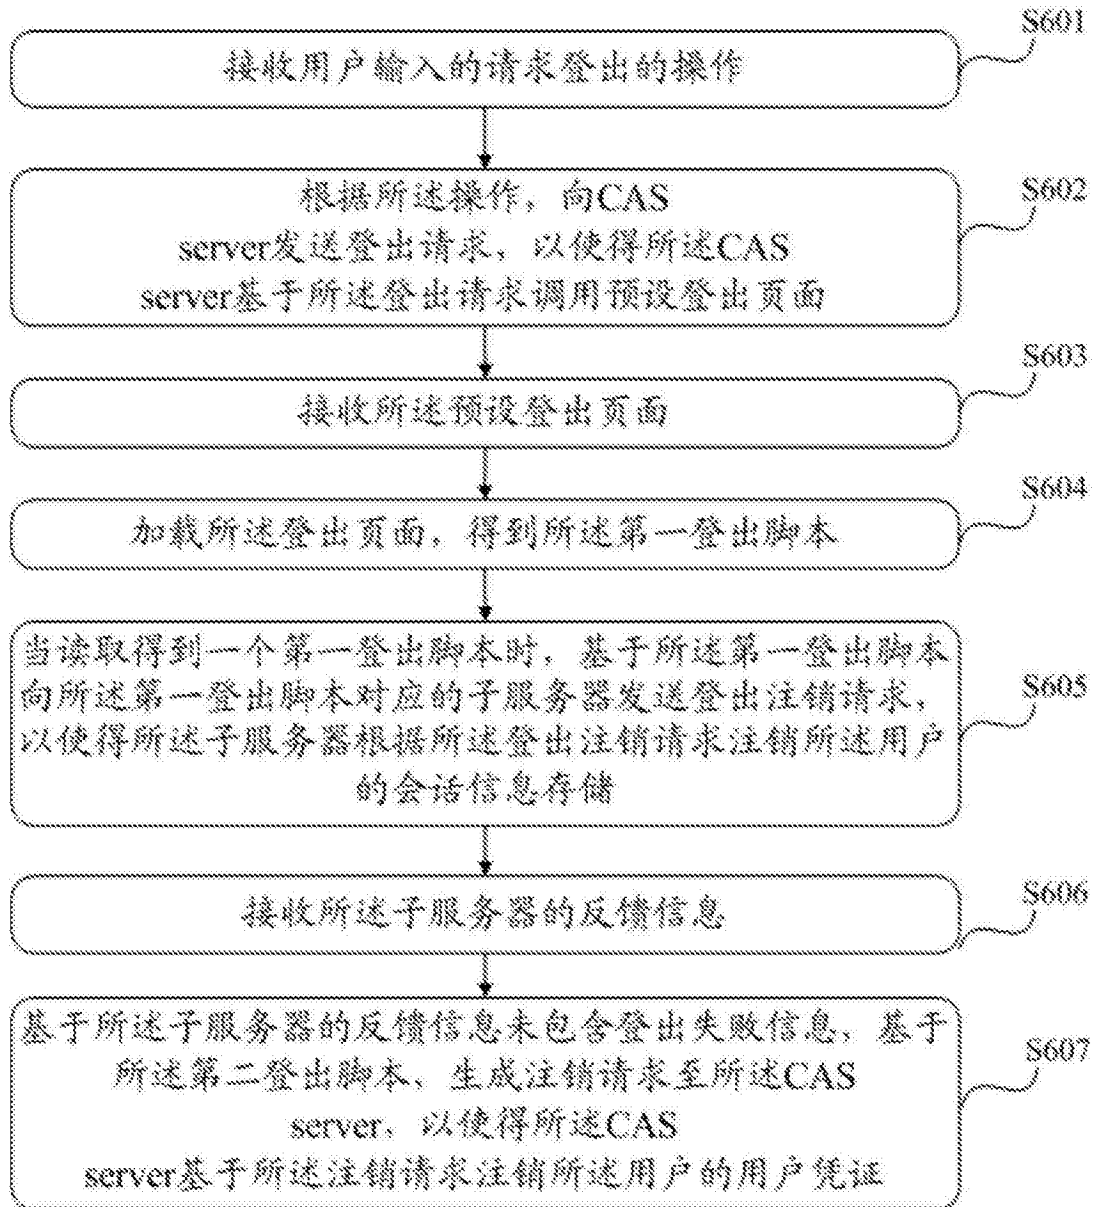 S601
接收用户输入的请求登出的操作
S602
根据所述操作，向CAS
server发送登出请求，以使得所述CAS
server基于所述登出请求调用预设登出页面
S603
接收所述预设登出页面
S604
加载所述登出页面，得到所述第一登出脚本
S605
当读取得到一个第一登出脚本时，基于所述第一登出脚本
向所述第一登出脚本对应的子服务器发送登出注销请求，
以使得所述子服务器根据所述登出注销请求注销所述用户
的会话信息存储
S606
接收所述子服务器的反馈信息
S607
基于所述子服务器的反馈信息未包含登出失败信息，基于
所述第二登出脚本、生成注销请求至所述CAS
server，以使得所述CAS
server基于所述注销请求注销所述用户的用户凭证